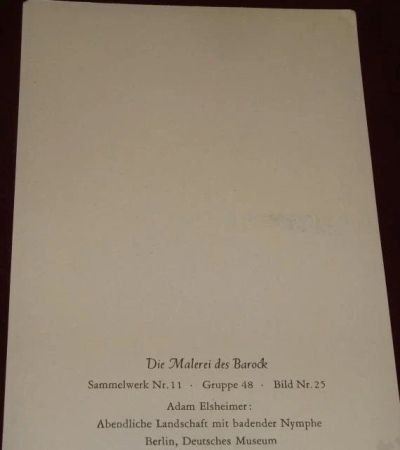 Die Malerei des Barock
Sammelwerk Nr. 11 · Gruppe 48 · Bild Nr. 25
Adam Elsheimer:
Abendliche Landschaft mit badender Nymphe
Berlin, Deutsches Museum